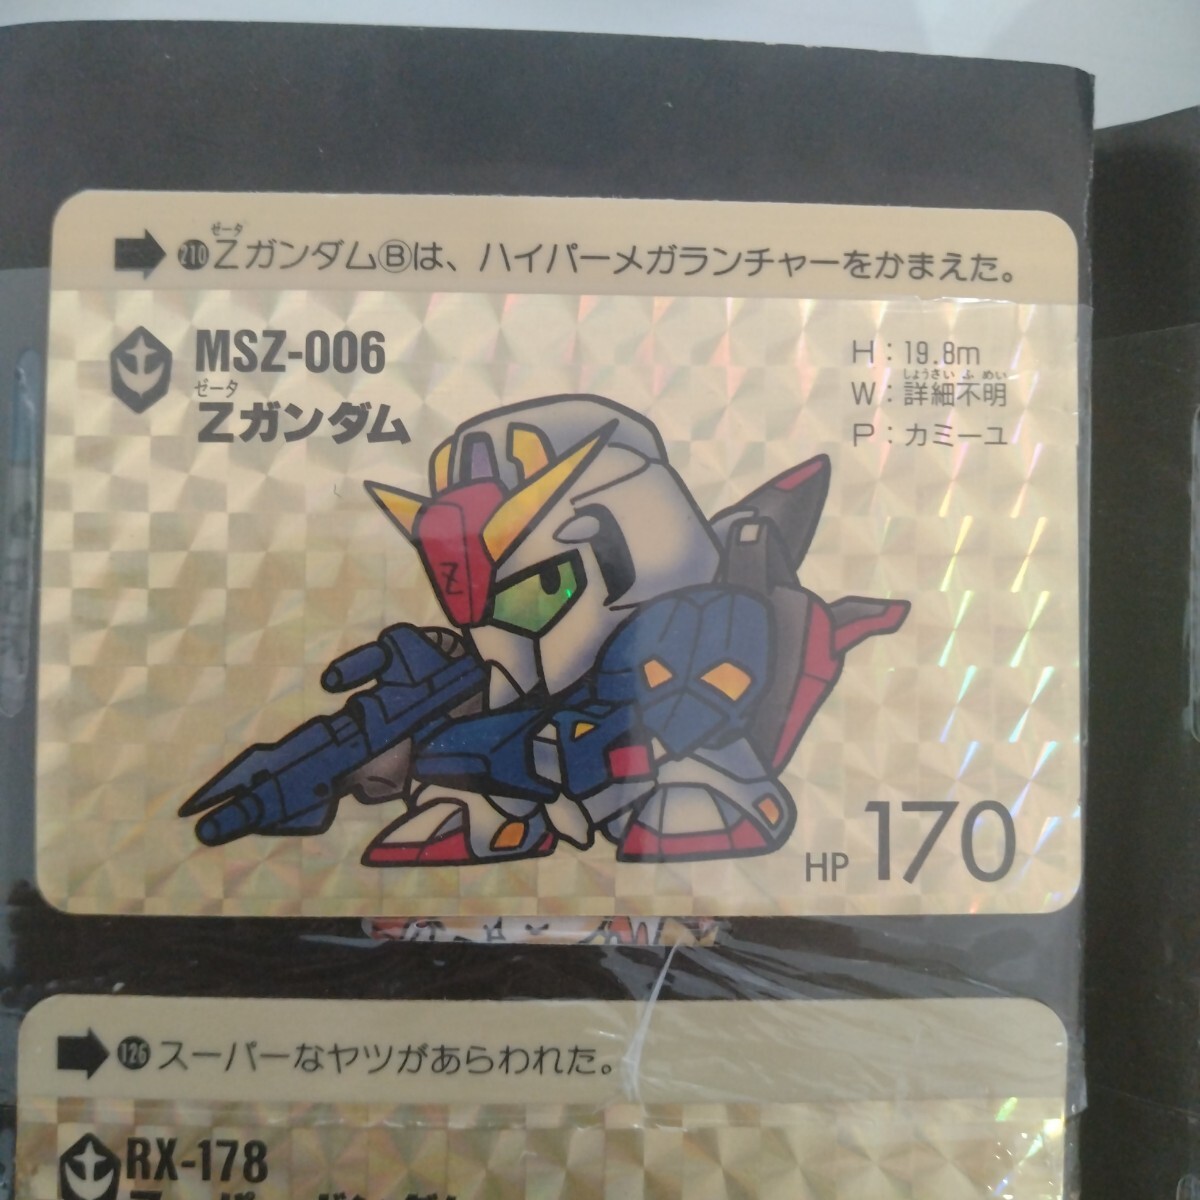 ゼータ
➡210ZガンダムⒷは、ハイパーメガランチャーをかまえた。
MSZ-006
ゼータ
Zガンダム
H：19.8m
しょうさいふめい
W：詳細不明
P：カミーユ
Z
HP 170
➡126スーパーなヤツがあらわれた。
RX-178